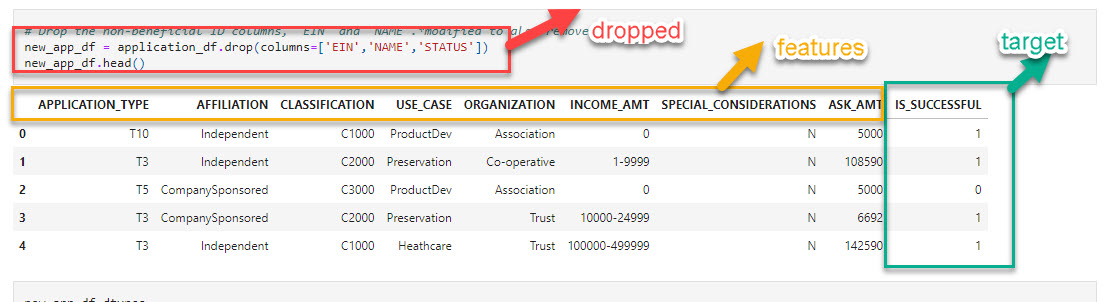 # Drop the non-beneficial ID columns, 'EIN' and 'NAME'.*modified to also remove
dropped
new_app_df = application_df.drop(columns=['EIN','NAME','STATUS'])
new_app_df.head()
features
target
APPLICATION_TYPE AFFILIATION CLASSIFICATION USE_CASE ORGANIZATION INCOME_AMT SPECIAL_CONSIDERATIONS ASK_AMT IS_SUCCESSFUL
0 T10 Independent C1000 ProductDev Association 0 N 5000 1
1 T3 Independent C2000 Preservation Co-operative 1-9999 N 108590 1
2 T5 CompanySponsored C3000 ProductDev Association 0 N 5000 0
3 T3 CompanySponsored C2000 Preservation Trust 10000-24999 N 6692 1
4 T3 Independent C1000 Heathcare Trust 100000-499999 N 142590 1
new_app_df.dtypes